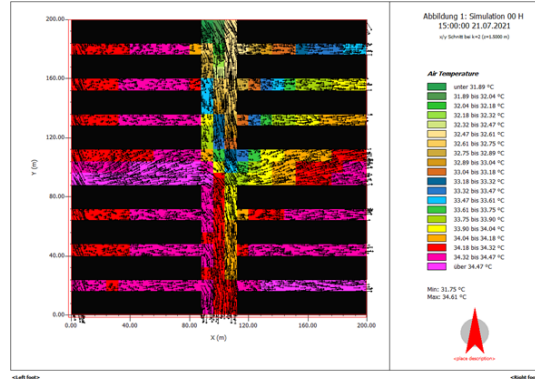 Abbildung 1: Simulation 00 H
15:00:00 21.07.2021
x/y Schnitt bei k=2 (z=1.5000 m)
Air Temperature
unter 31.89 °C
31.89 bis 32.04 °C
32.04 bis 32.18 °C
32.18 bis 32.32 °C
32.32 bis 32.47 °C
32.47 bis 32.61 °C
32.61 bis 32.75 °C
32.75 bis 32.89 °C
32.89 bis 33.04 °C
33.04 bis 33.18 °C
33.18 bis 33.32 °C
33.32 bis 33.47 °C
33.47 bis 33.61 °C
33.61 bis 33.75 °C
33.75 bis 33.90 °C
33.90 bis 34.04 °C
34.04 bis 34.18 °C
34.18 bis 34.32 °C
34.32 bis 34.47 °C
über 34.47 °C
Min: 31.75 °C
Max: 34.61 °C
<place description>
200.00
160.00
120.00
80.00
40.00
0.00
Y (m)
0.00 40.00 80.00 120.00 160.00 200.00
X (m)
<Left foot>
<Right foo